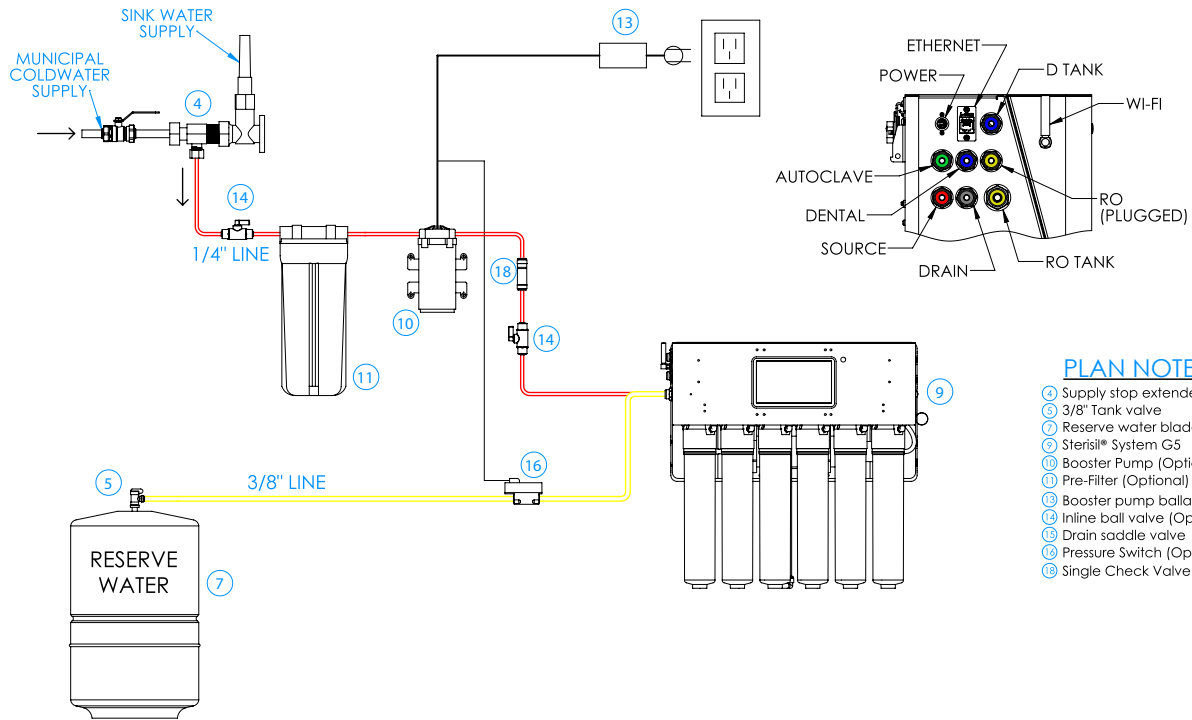 SINK WATER
SUPPLY
MUNICIPAL
COLDWATER
SUPPLY
4
13
14
1/4" LINE
11
10
18
14
9
16
5
3/8" LINE
RESERVE
WATER
7
ETHERNET
POWER
D TANK
WI-FI
AUTOCLAVE
DENTAL
SOURCE
DRAIN
RO
(PLUGGED)
RO TANK
PLAN NOTE
4 Supply stop extende
5 3/8" Tank valve
7 Reserve water blad
9 Sterisil® System G5
10 Booster Pump (Optio
11 Pre-Filter (Optional)
13 Booster pump balla
14 Inline ball valve (Op
15 Drain saddle valve
16 Pressure Switch (Op
18 Single Check Valve